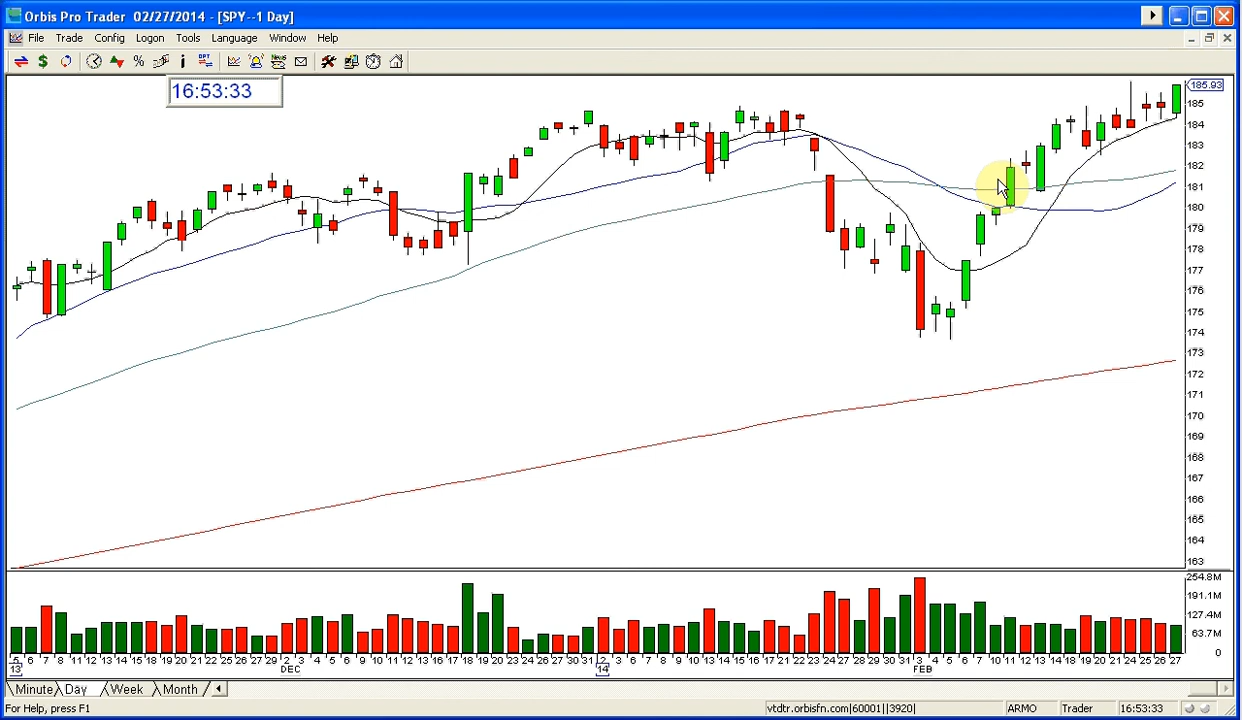 Orbis Pro Trader 02/27/2014 - [SPY--1 Day]
File Trade Config Logon Tools Language Window Help
16:53:33
185.93
185
184
183
182
181
180
179
178
177
176
175
174
173
172
171
170
169
168
167
166
165
164
163
254.8M
191.1M
127.4M
63.7M
0
5 6 7 8 11 12 13 14 15 18 19 20 21 22 25 26 27 29 2 3 4 5 6 9 10 11 12 13 16 17 18 19 20 23 24 26 27 30 31 2 3 6 7 8 9 10 13 14 15 16 17 21 22 23 24 27 28 29 30 31 3 4 5 6 7 10 11 12 13 14 18 19 20 21 24 25 26 27
13 DEC 14 FEB
Minute Day Week Month
For Help, press F1 vtdtr.orbisfn.com|60001||3920| ARMO Trader 16:53:33